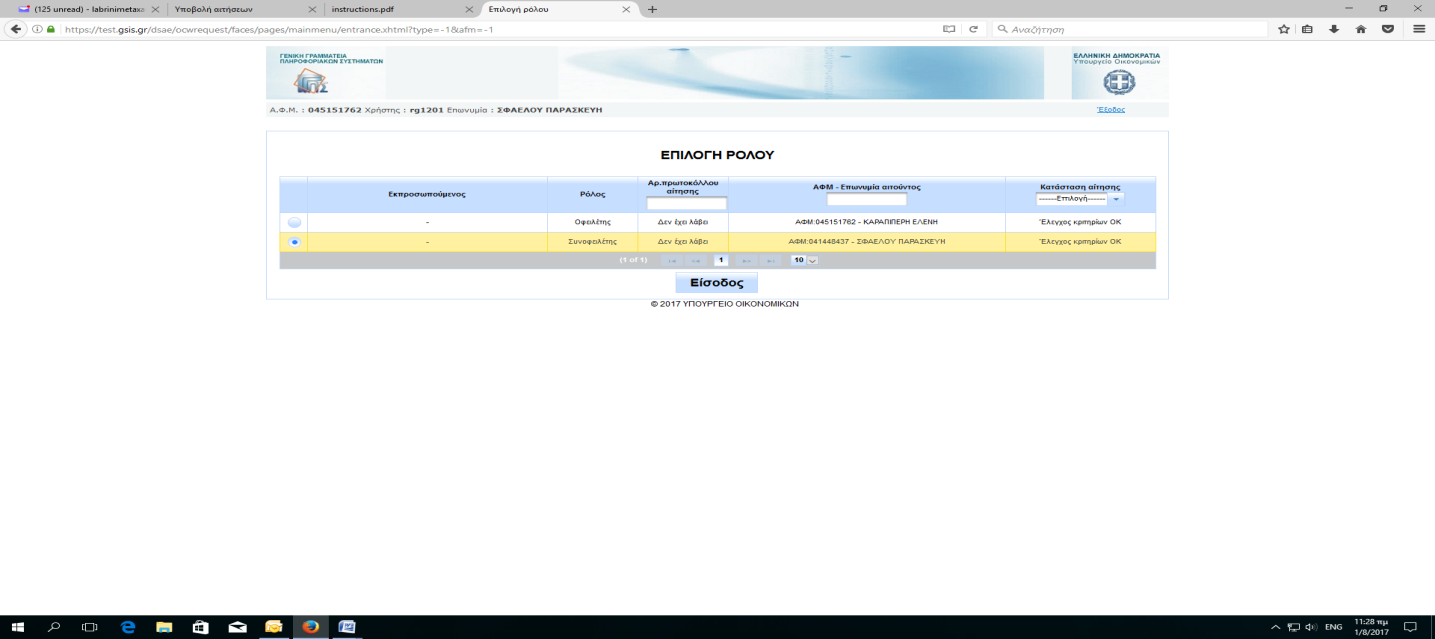 (125 unread) - labrinimetaxa
Υποβολή αιτήσεων
instructions.pdf
Επιλογή ρόλου
https://test.gsis.gr/dsae/ocwrequest/faces/pages/mainmenu/entrance.xhtml?type=-1&afm=-1
Αναζήτηση
ΓΕΝΙΚΗ ΓΡΑΜΜΑΤΕΙΑ
ΠΛΗΡΟΦΟΡΙΑΚΩΝ ΣΥΣΤΗΜΑΤΩΝ
ΕΛΛΗΝΙΚΗ ΔΗΜΟΚΡΑΤΙΑ
Υπουργείο Οικονομικών
Α.Φ.Μ. : 045151762 Χρήστης : rg1201 Επωνυμία : ΣΦΑΕΛΟΥ ΠΑΡΑΣΚΕΥΗ
Έξοδος
ΕΠΙΛΟΓΗ ΡΟΛΟΥ
Εκπροσωπούμενος
Ρόλος
Αρ.πρωτοκόλλου
αίτησης
ΑΦΜ - Επωνυμία αιτούντος
Κατάσταση αίτησης
------Επιλογή------
- Οφειλέτης Δεν έχει λάβει ΑΦΜ:045151762 - ΚΑΡΑΠΙΠΕΡΗ ΕΛΕΝΗ Έλεγχος κριτηρίων ΟΚ
- Συνοφειλέτης Δεν έχει λάβει ΑΦΜ:041448437 - ΣΦΑΕΛΟΥ ΠΑΡΑΣΚΕΥΗ Έλεγχος κριτηρίων ΟΚ
(1 of 1) 1 10
Είσοδος
© 2017 ΥΠΟΥΡΓΕΙΟ ΟΙΚΟΝΟΜΙΚΩΝ
ENG
11:28 πμ
1/8/2017